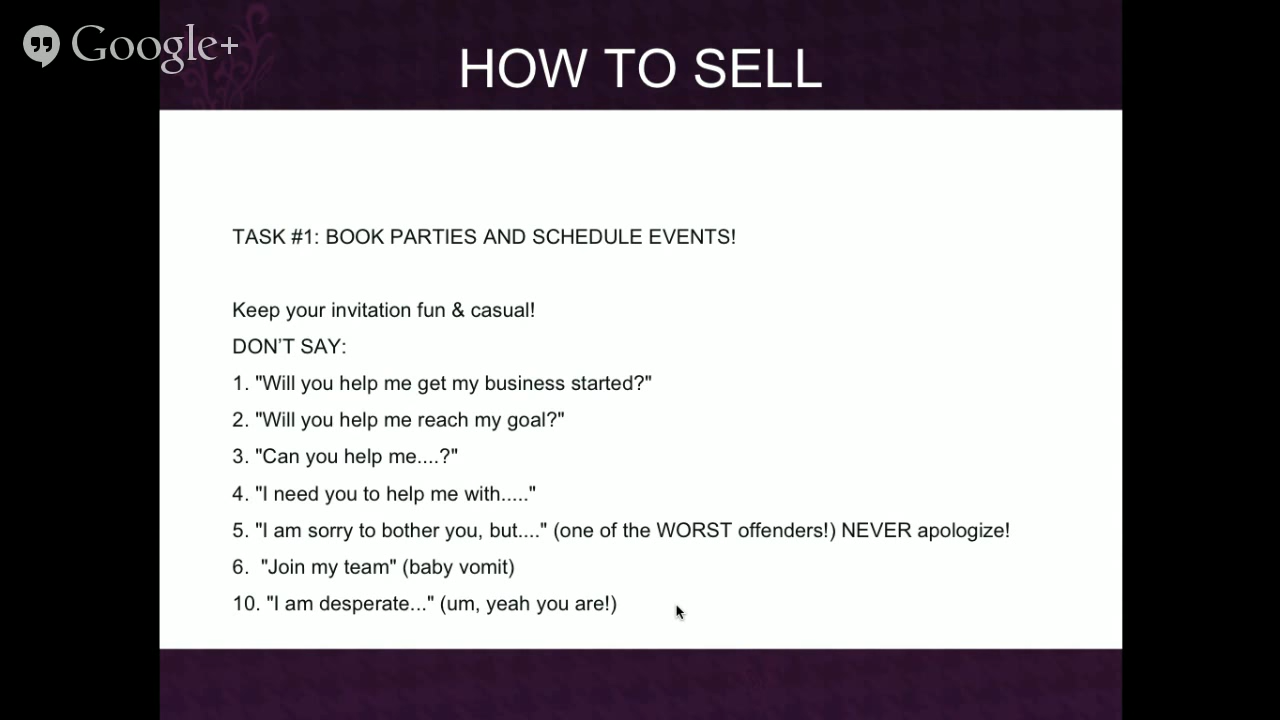 Google+
HOW TO SELL
TASK #1: BOOK PARTIES AND SCHEDULE EVENTS!
Keep your invitation fun & casual!
DON'T SAY:
1. "Will you help me get my business started?"
2. "Will you help me reach my goal?"
3. "Can you help me....?"
4. "I need you to help me with....."
5. "I am sorry to bother you, but...." (one of the WORST offenders!) NEVER apologize!
6.  "Join my team" (baby vomit)
10. "I am desperate..." (um, yeah you are!)